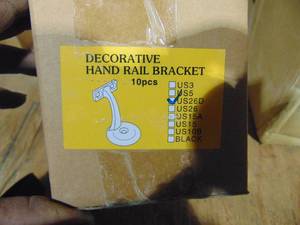 DECORATIVE
HAND RAIL BRACKET
10pcs
US3
US5
US26D
US26
US15A
US15
US10B
BLACK